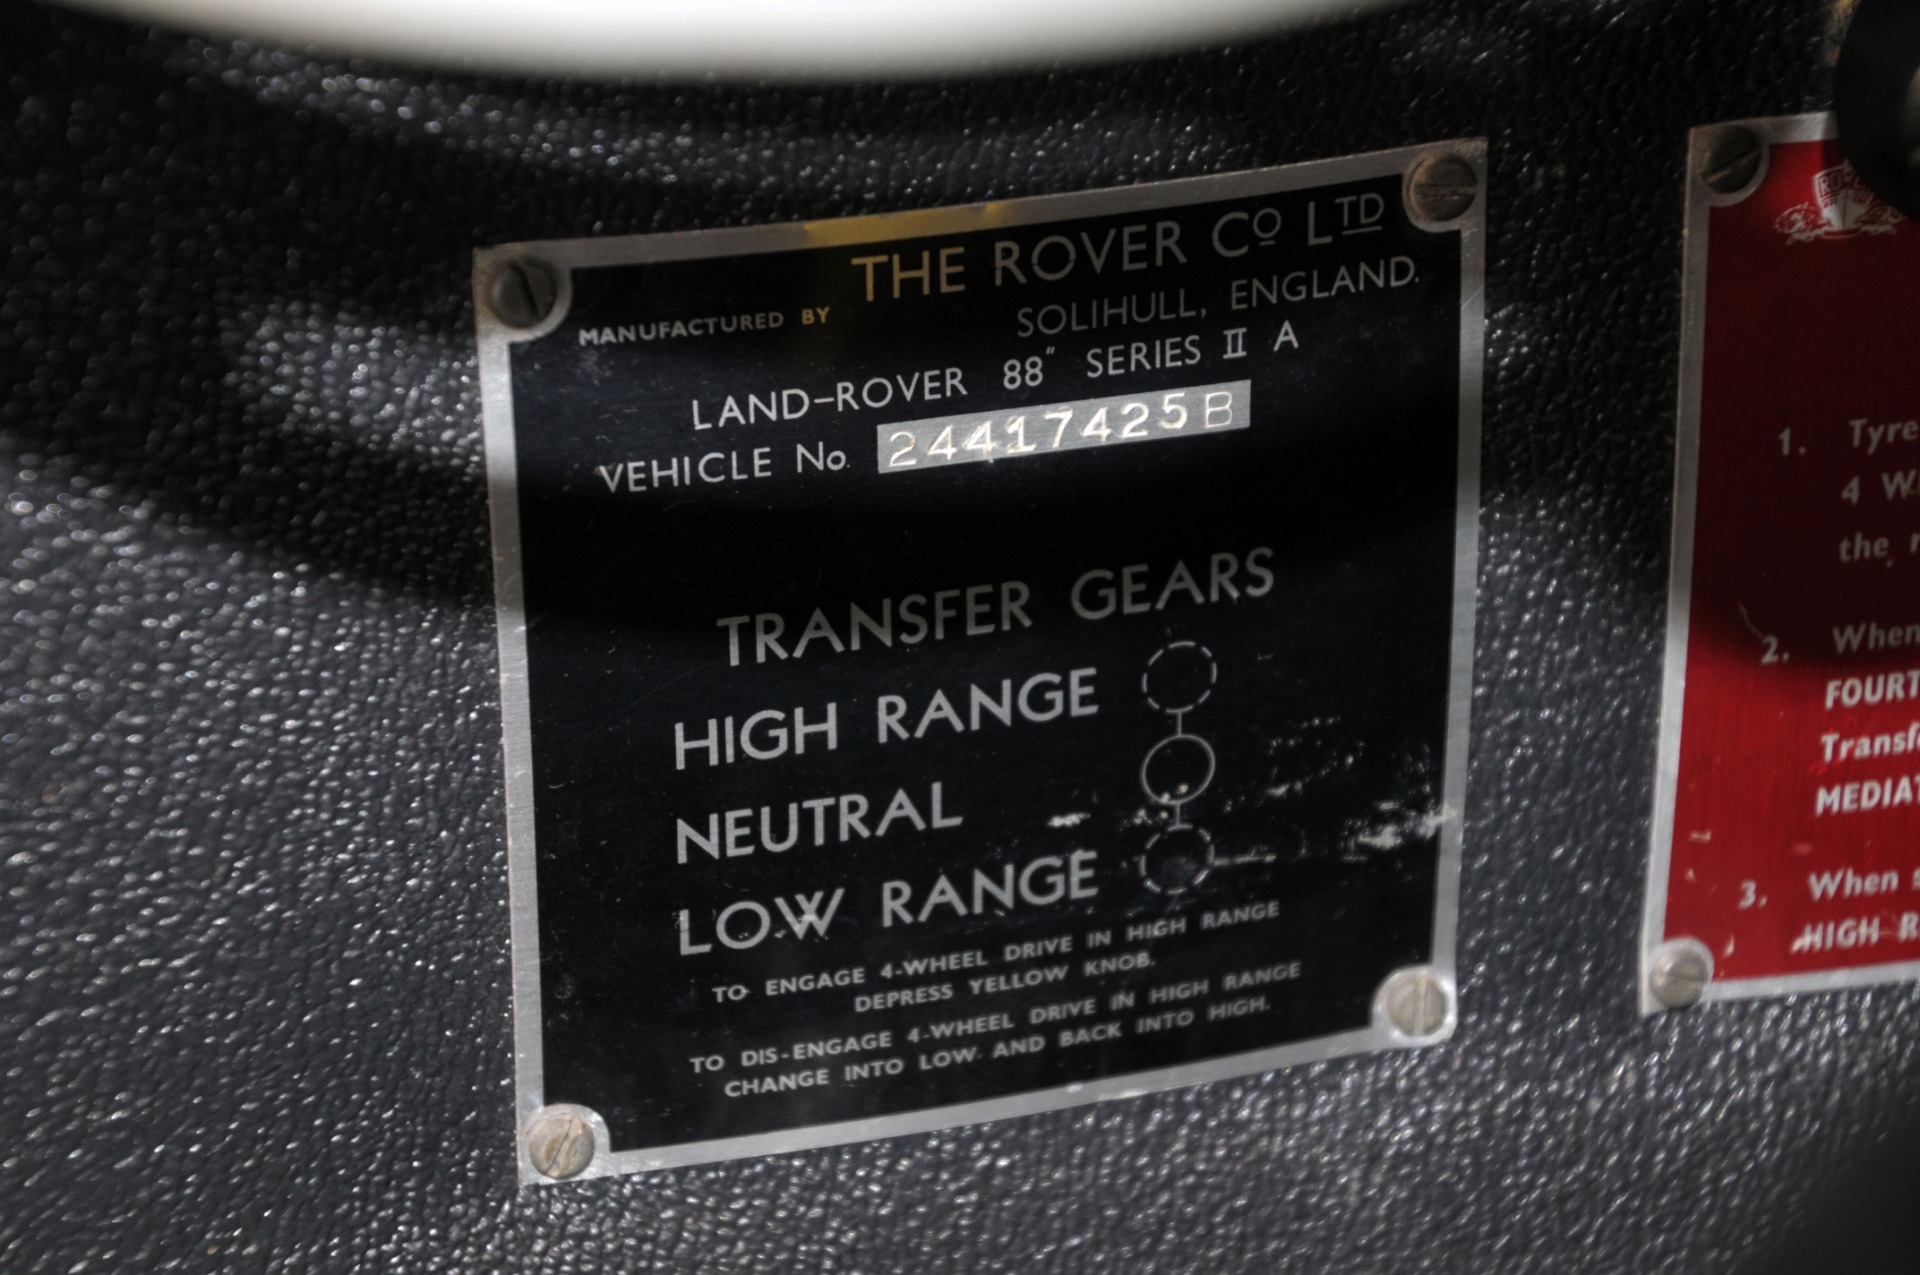 MANUFACTURED BY THE ROVER Cº LTD
SOLIHULL, ENGLAND.
LAND-ROVER 88" SERIES II A
VEHICLE No. 24417425B
TRANSFER GEARS
HIGH RANGE
NEUTRAL
LOW RANGE
TO ENGAGE 4-WHEEL DRIVE IN HIGH RANGE
DEPRESS YELLOW KNOB.
TO DIS-ENGAGE 4-WHEEL DRIVE IN HIGH RANGE
CHANGE INTO LOW AND BACK INTO HIGH.
1. Tyre
4 W
the
2. When
FOURT
Transf
MEDIAT
3. When s
HIGH R